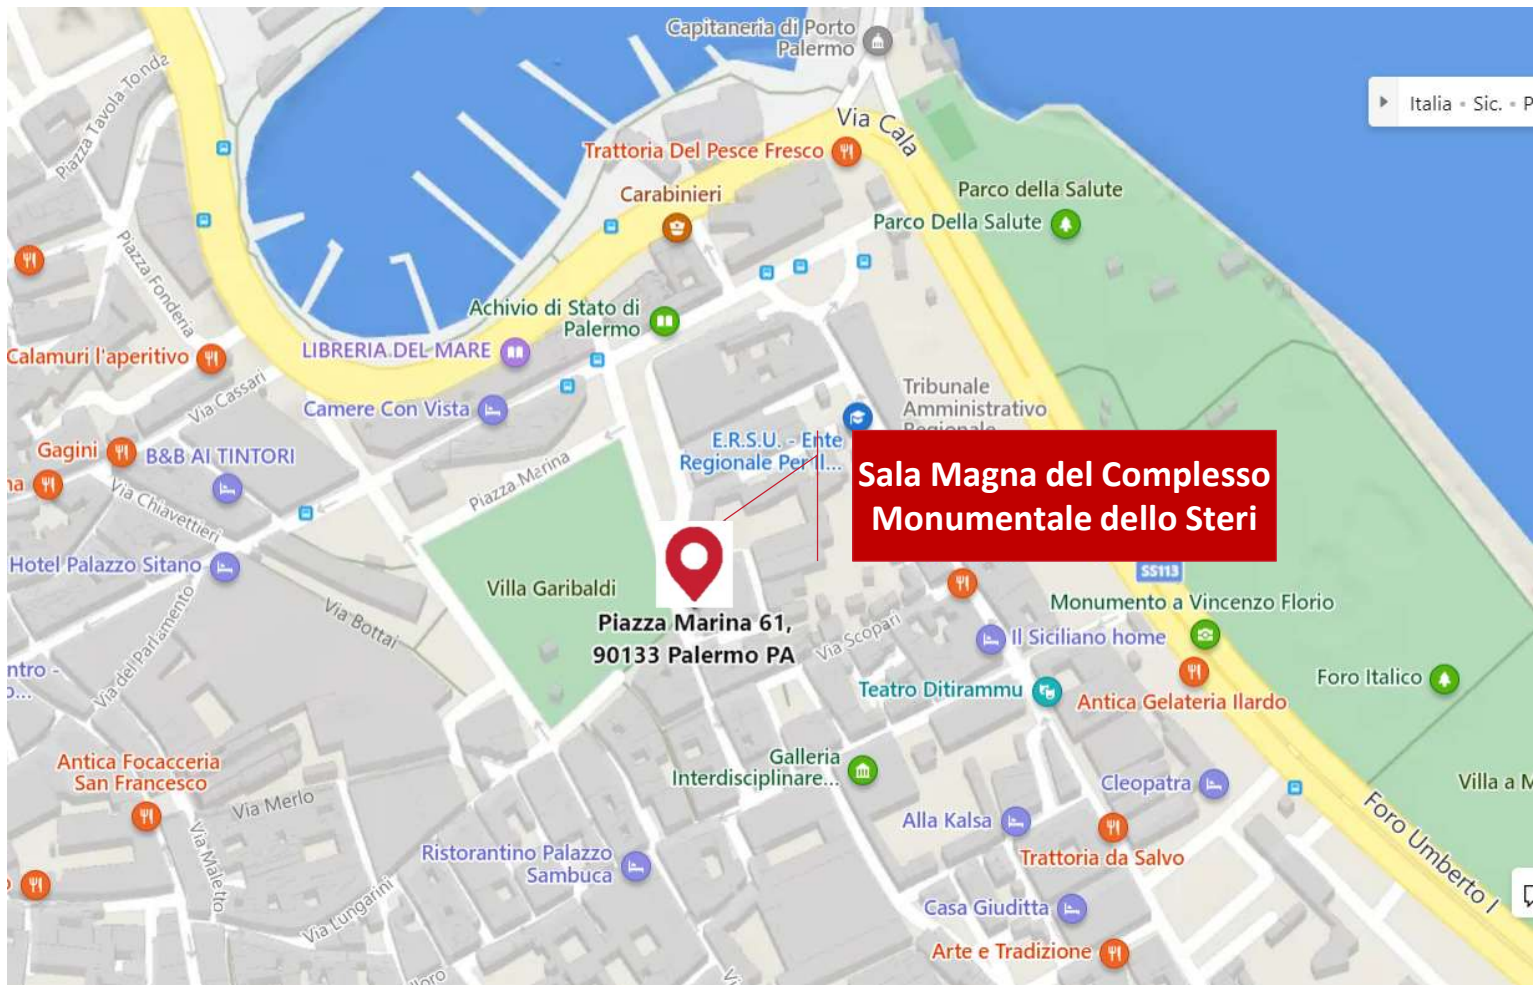 Capitaneria di Porto
Palermo
Italia • Sic. • P
Piazza Tavola Tonda
Via Cala
Trattoria Del Pesce Fresco
Carabinieri
Parco della Salute
Parco Della Salute
Piazza Fonderia
Achivio di Stato di
Palermo
LIBRERIA DEL MARE
Calamuri l'aperitivo
Via Cassari
Camere Con Vista
Tribunale
Amministrativo
Regionale
Gagini
B&B AI TINTORI
E.R.S.U. - Ente
Regionale Per Il...
Piazza Marina
Sala Magna del Complesso
Monumentale dello Steri
na
Via Chiavettieri
Hotel Palazzo Sitano
Villa Garibaldi
SS113
Monumento a Vincenzo Florio
Via Bottai
Piazza Marina 61,
90133 Palermo PA
Via Scopari
Il Siciliano home
Via del Parlamento
ntro -
o...
Teatro Ditirammu
Antica Gelateria Ilardo
Foro Italico
Antica Focacceria
San Francesco
Galleria
Interdisciplinare...
Cleopatra
Villa a M
Via Merlo
Alla Kalsa
Foro Umberto I
Via Maletto
Ristorantino Palazzo
Sambuca
Trattoria da Salvo
Via Lungarini
Casa Giuditta
Arte e Tradizione
lloro
Vi